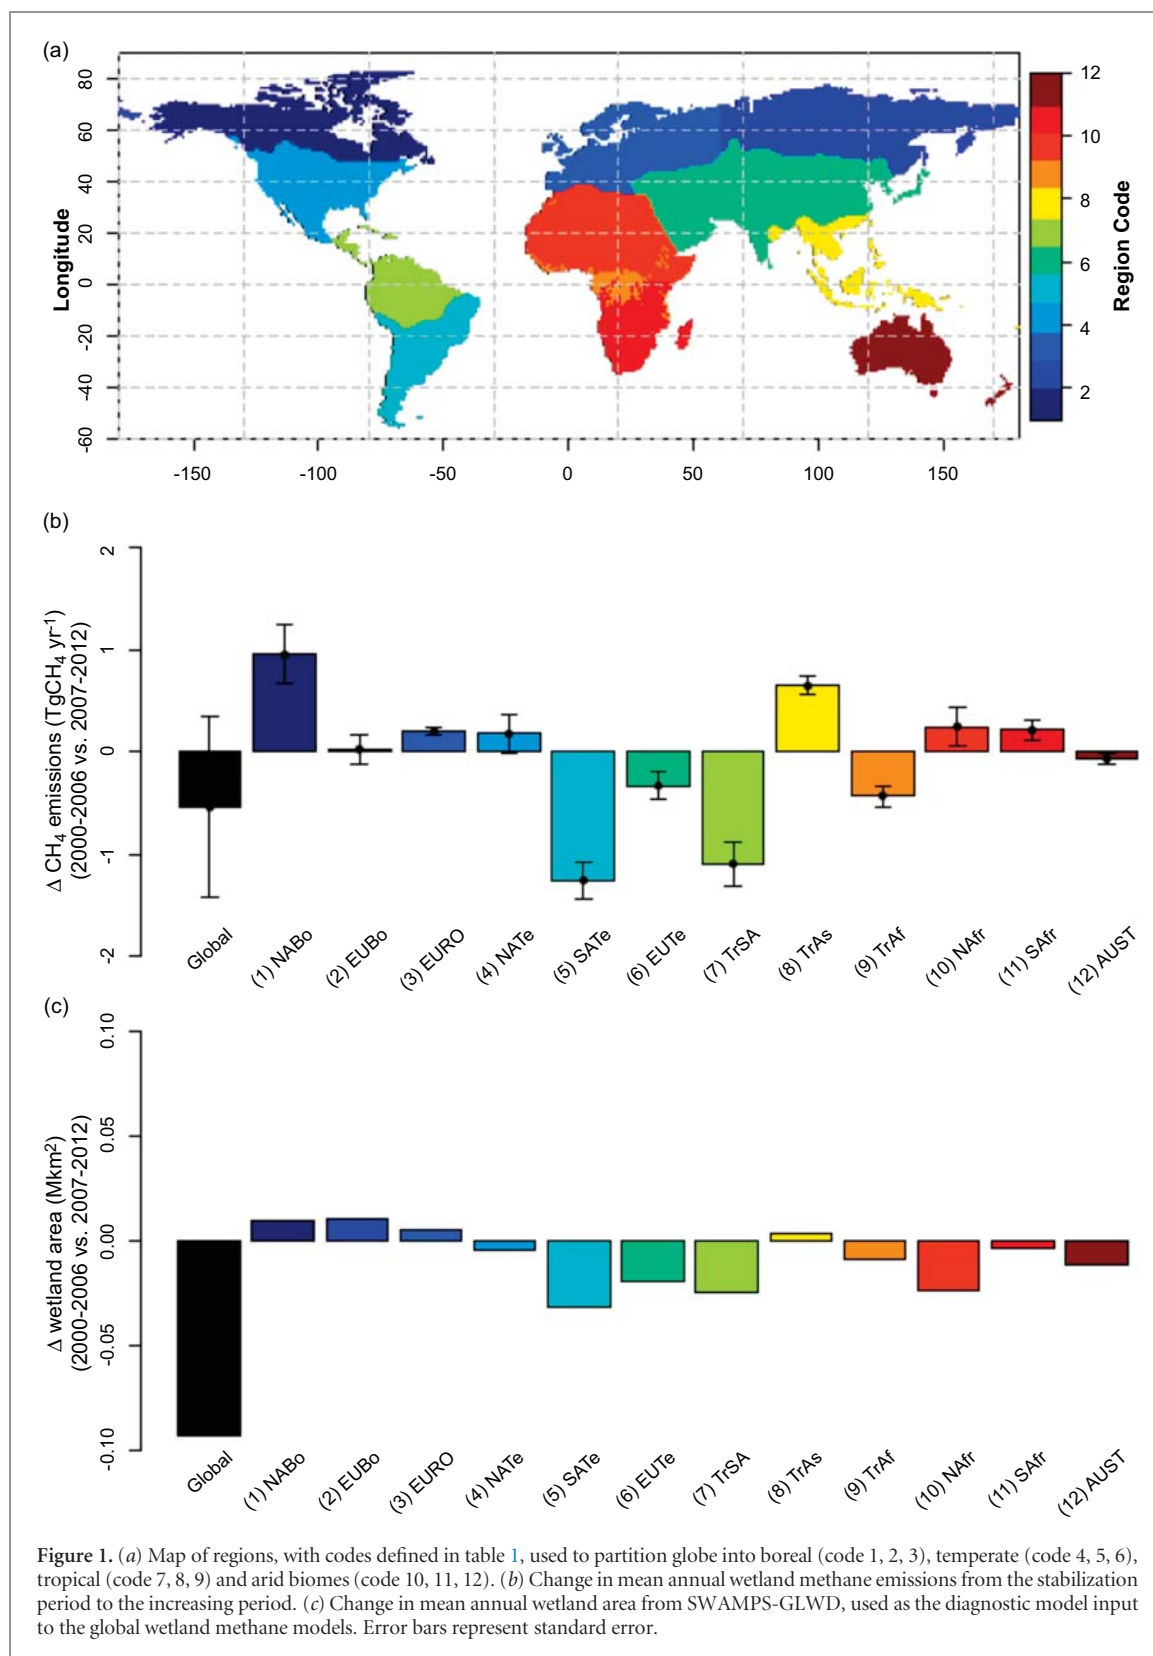 (a)
80
60
40
20
0
-20
-40
-60
Longitude
-150
-100
-50
0
50
100
150
12
10
8
6
4
2
Region Code
(b)
2
1
0
-1
-2
Δ CH4 emissions (TgCH4 yr-1)
(2000-2006 vs. 2007-2012)
Global
(1) NABo
(2) EUBo
(3) EURO
(4) NATe
(5) SATe
(6) EUTe
(7) TrSA
(8) TrAs
(9) TrAf
(10) NAfr
(11) SAfr
(12) AUST
(c)
0.10
0.05
0.00
-0.05
-0.10
Δ wetland area (Mkm2)
(2000-2006 vs. 2007-2012)
Global
(1) NABo
(2) EUBo
(3) EURO
(4) NATe
(5) SATe
(6) EUTe
(7) TrSA
(8) TrAs
(9) TrAf
(10) NAfr
(11) SAfr
(12) AUST
Figure 1. (a) Map of regions, with codes defined in table 1, used to partition globe into boreal (code 1, 2, 3), temperate (code 4, 5, 6),
tropical (code 7, 8, 9) and arid biomes (code 10, 11, 12). (b) Change in mean annual wetland methane emissions from the stabilization
period to the increasing period. (c) Change in mean annual wetland area from SWAMPS-GLWD, used as the diagnostic model input
to the global wetland methane models. Error bars represent standard error.